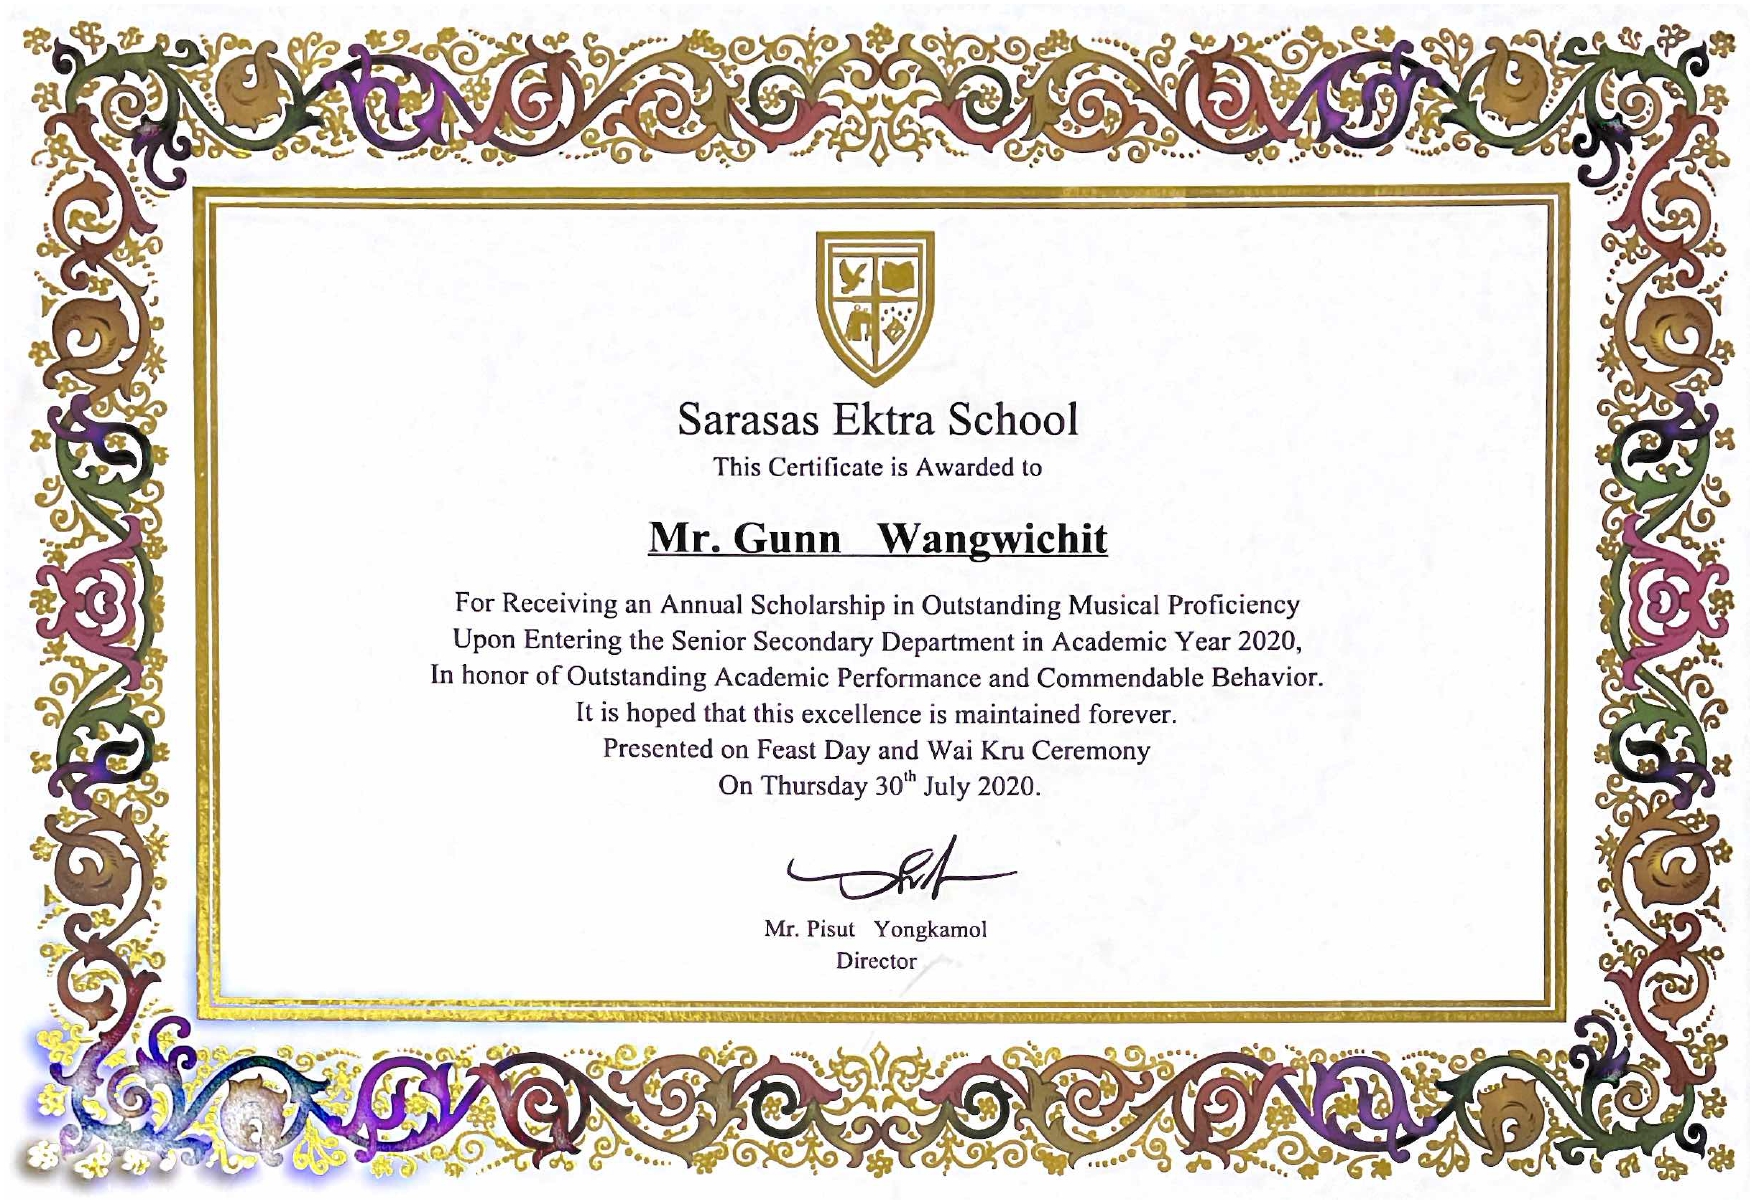 Sarasas Ektra School
This Certificate is Awarded to
Mr. Gunn Wangwichit
For Receiving an Annual Scholarship in Outstanding Musical Proficiency
Upon Entering the Senior Secondary Department in Academic Year 2020,
In honor of Outstanding Academic Performance and Commendable Behavior.
It is hoped that this excellence is maintained forever.
Presented on Feast Day and Wai Kru Ceremony
On Thursday 30th July 2020.
Mr. Pisut Yongkamol
Director